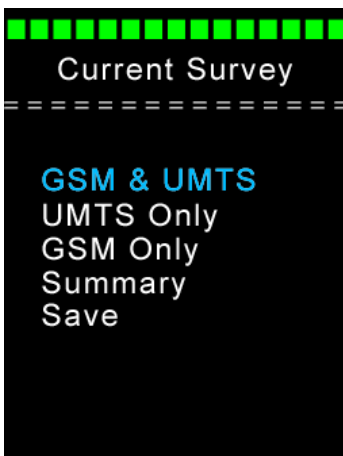 Current Survey
================
GSM & UMTS
UMTS Only
GSM Only
Summary
Save